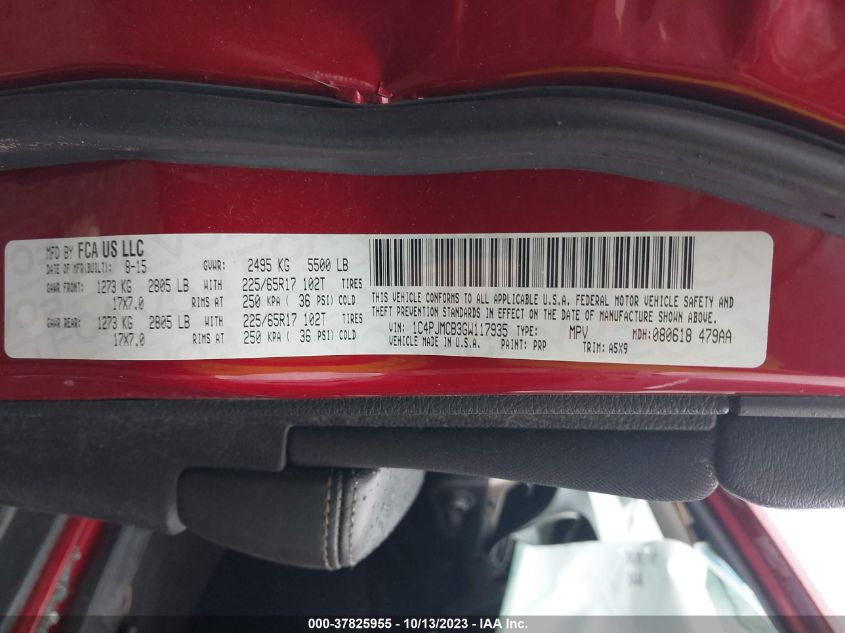 MFD BY FCA US LLC
DATE OF MFR(BUILT): 8-15 GVWR: 2495 KG 5500 LB
GAWR FRONT: 1273 KG 2805 LB WITH 225/65R17 102T TIRES
17X7.0 RIMS AT 250 KPA ( 36 PSI) COLD
GAWR REAR: 1273 KG 2805 LB WITH 225/65R17 102T TIRES
17X7.0 RIMS AT 250 KPA ( 36 PSI) COLD
THIS VEHICLE CONFORMS TO ALL APPLICABLE U.S.A. FEDERAL MOTOR VEHICLE SAFETY AND
THEFT PREVENTION STANDARDS IN EFFECT ON THE DATE OF MANUFACTURE SHOWN ABOVE.
VIN: 1C4PJMCB3GW117935 TYPE: MPV MDH: 080618 479AA
VEHICLE MADE IN U.S.A. PAINT: PRP TRIM: A5X9
000-37825955 - 10/13/2023 - IAA Inc.